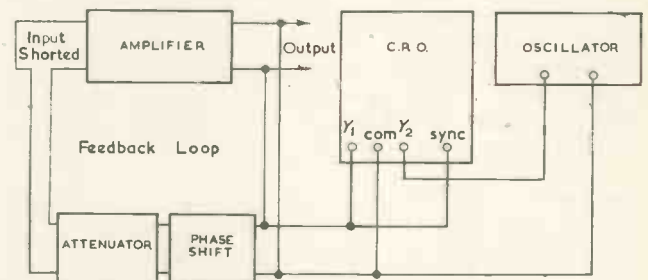 Input
Shorted
AMPLIFIER
Output
C.R.O.
OSCILLATOR
Y1 com Y2 sync
Feedback Loop
ATTENUATOR
PHASE
SHIFT